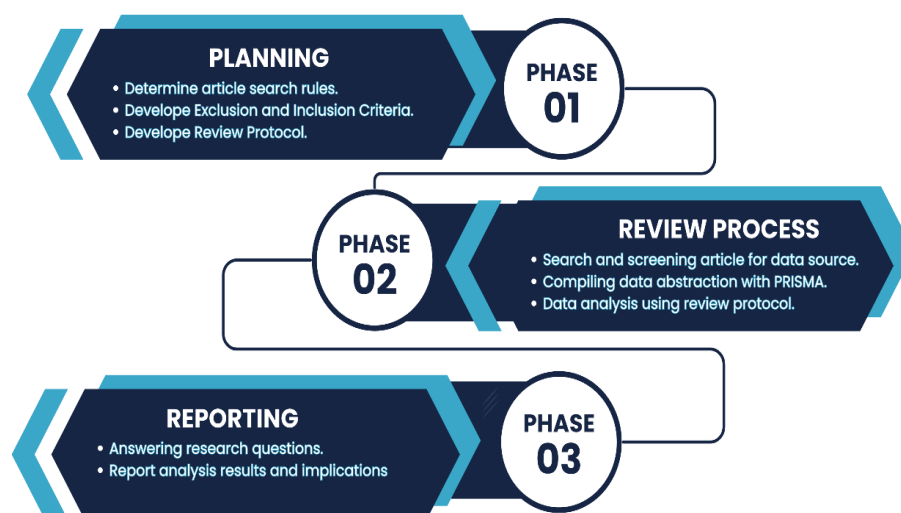 PLANNING
• Determine article search rules.
• Develope Exclusion and Inclusion Criteria.
• Develope Review Protocol.
PHASE
01
PHASE
02
REVIEW PROCESS
• Search and screening article for data source.
• Compiling data abstraction with PRISMA.
• Data analysis using review protocol.
REPORTING
• Answering research questions.
• Report analysis results and implications
PHASE
03